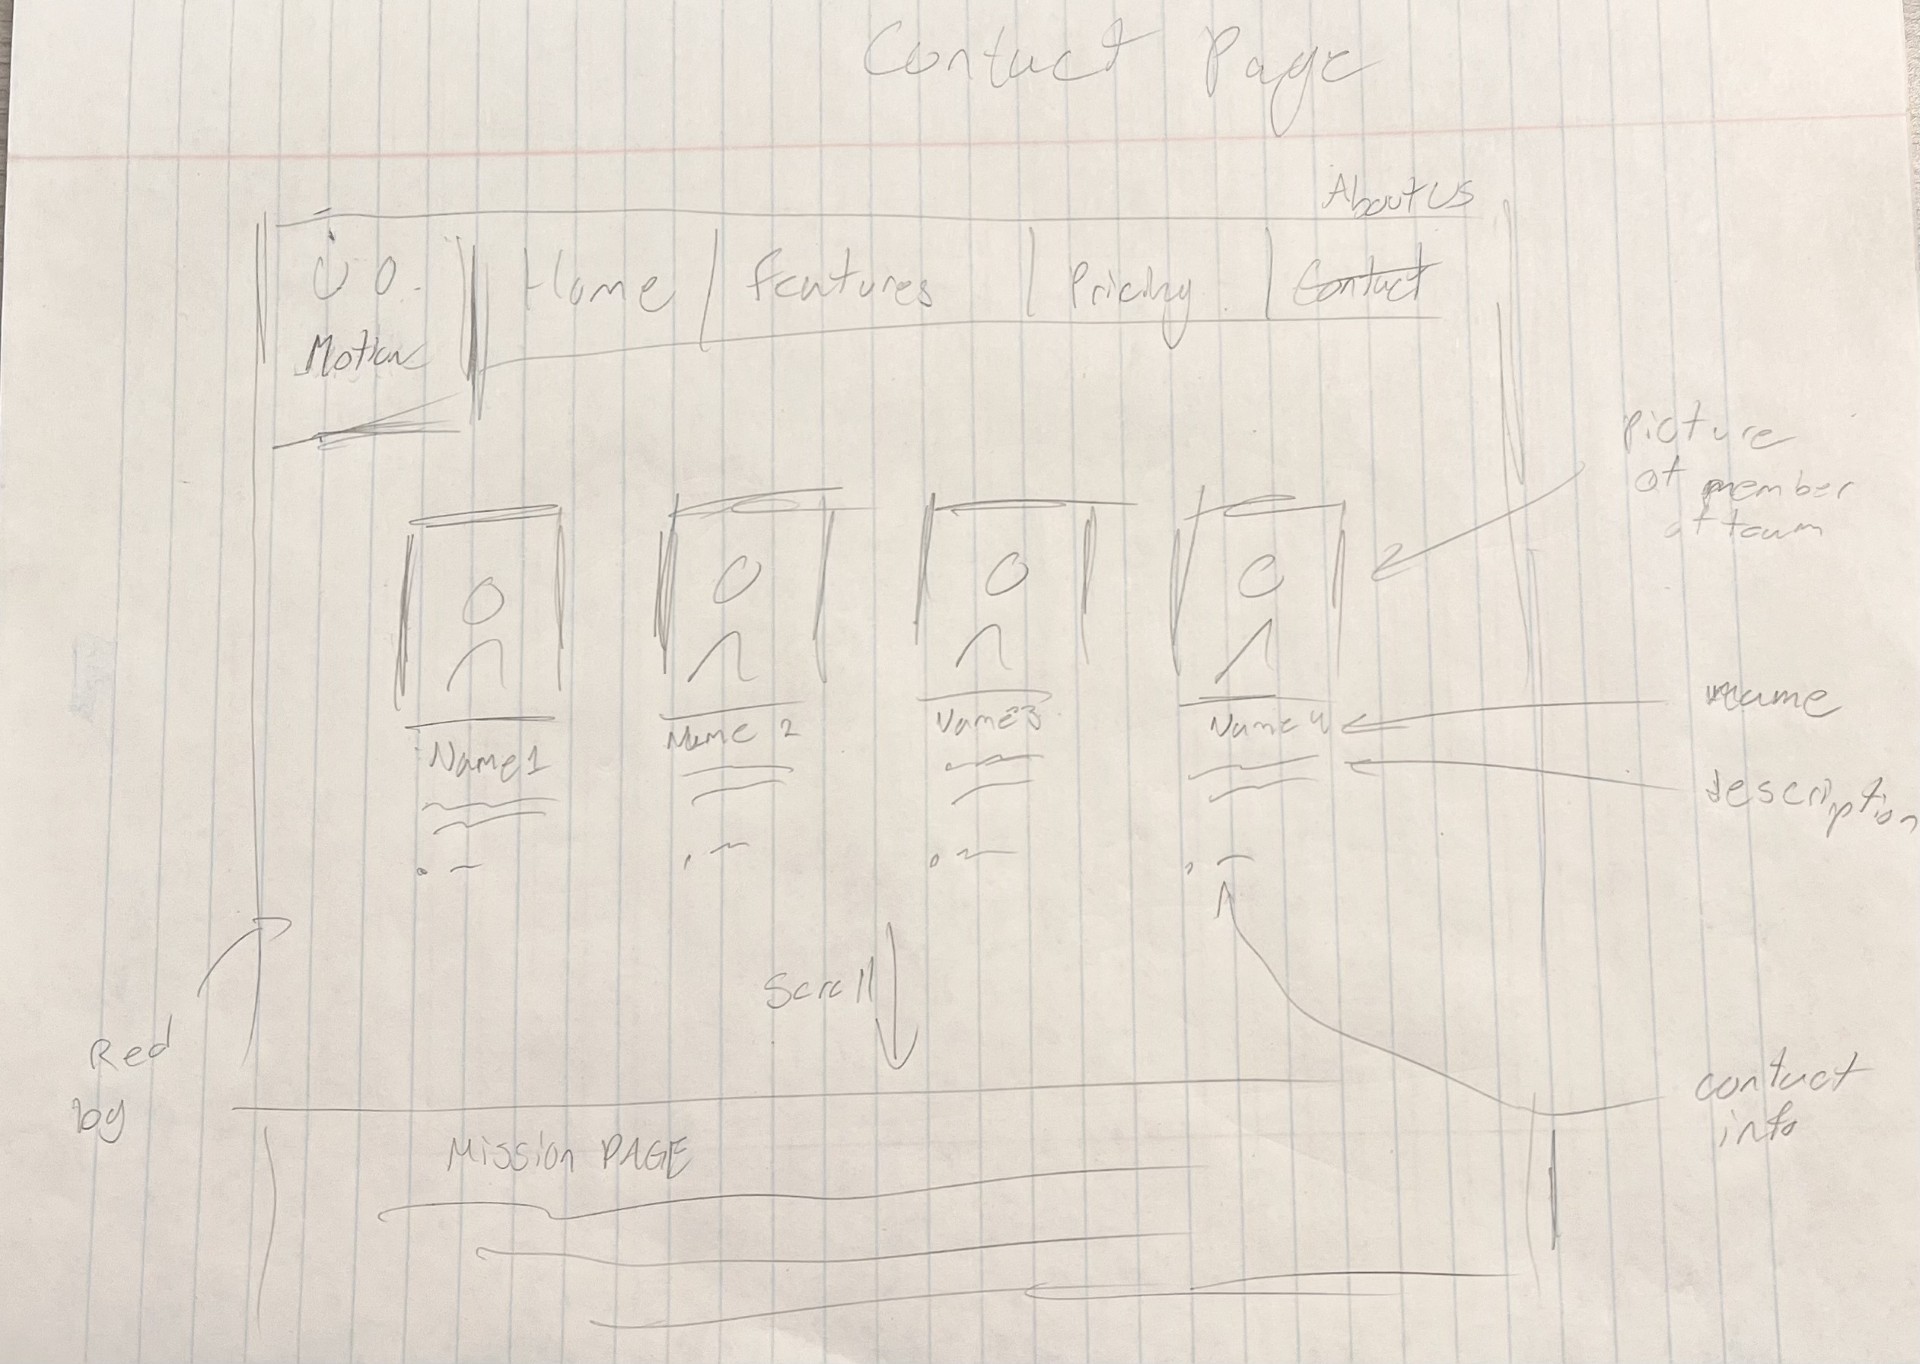 Contact Page
About Us
U O.
Motion
Home
Features
Pricing
Contact
Picture
of member
of team
Name1
Name 2
Name3
Name 4
name
description
Scroll
Red
bg
contact
info
Mission PAGE